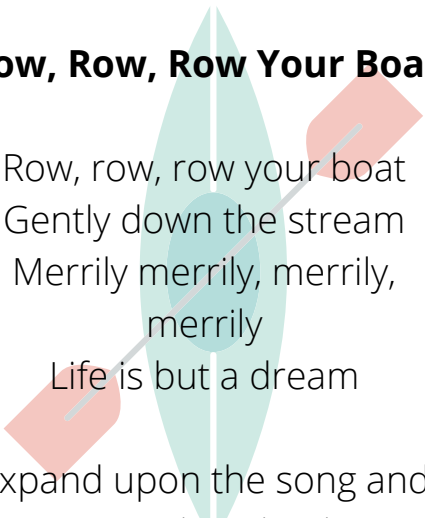 ow, Row, Row Your Boa
Row, row, row your boat
Gently down the stream
Merrily merrily, merrily,
merrily
Life is but a dream
xpand upon the song and